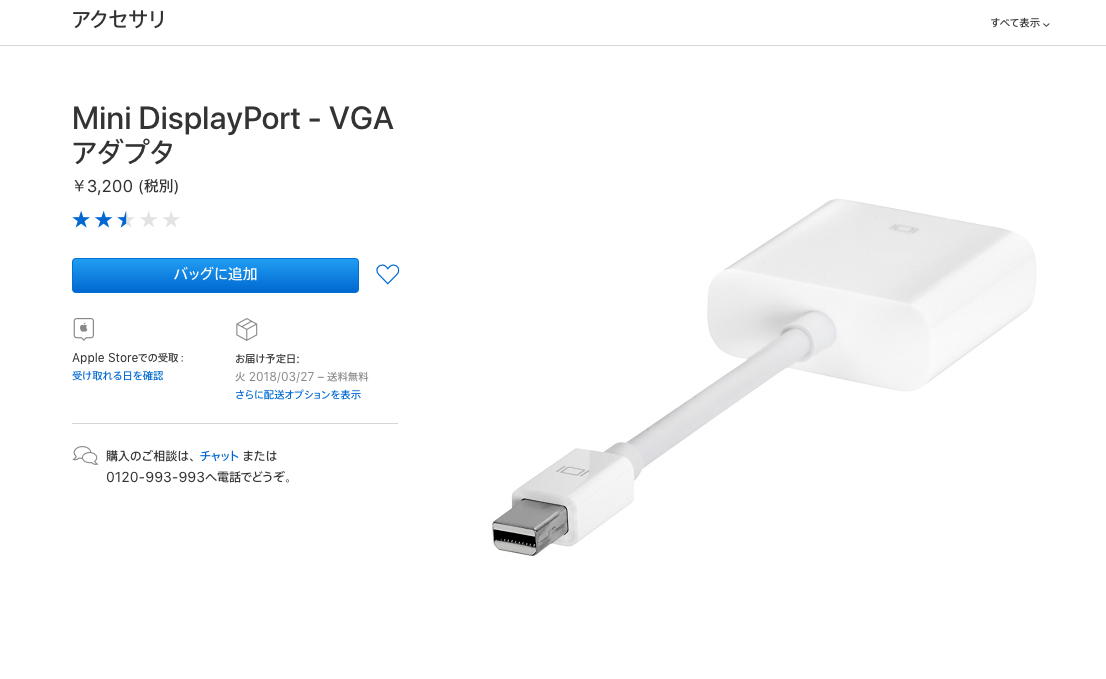 アクセサリ
すべて表示
Mini DisplayPort - VGA
アダプタ
¥3,200 (税別)
バッグに追加
Apple Storeでの受取：
受け取れる日を確認
お届け予定日:
火 2018/03/27 – 送料無料
さらに配送オプションを表示
購入のご相談は、チャット または
0120-993-993へ電話でどうぞ。